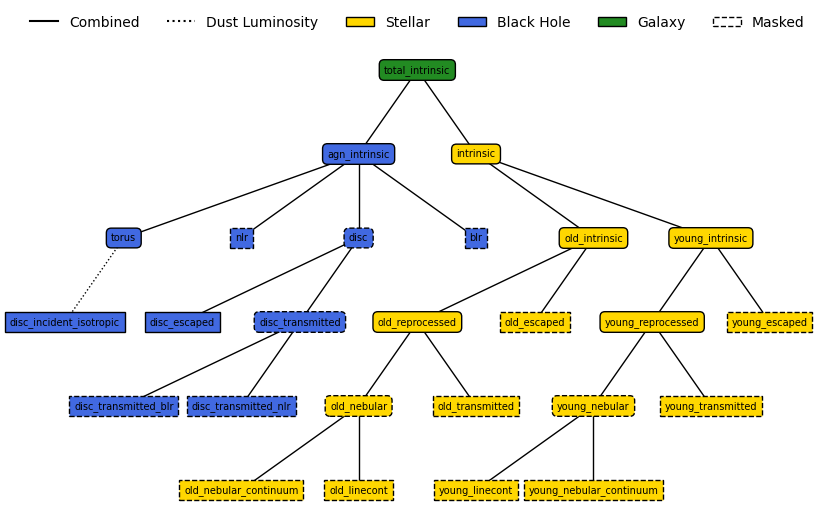 Combined Dust Luminosity Stellar Black Hole Galaxy Masked
total_intrinsic
agn_intrinsic intrinsic
torus nlr disc blr old_intrinsic young_intrinsic
disc_incident_isotropic disc_escaped disc_transmitted old_reprocessed old_escaped young_reprocessed young_escaped
disc_transmitted_blr disc_transmitted_nlr old_nebular old_transmitted young_nebular young_transmitted
old_nebular_continuum old_linecont young_linecont young_nebular_continuum